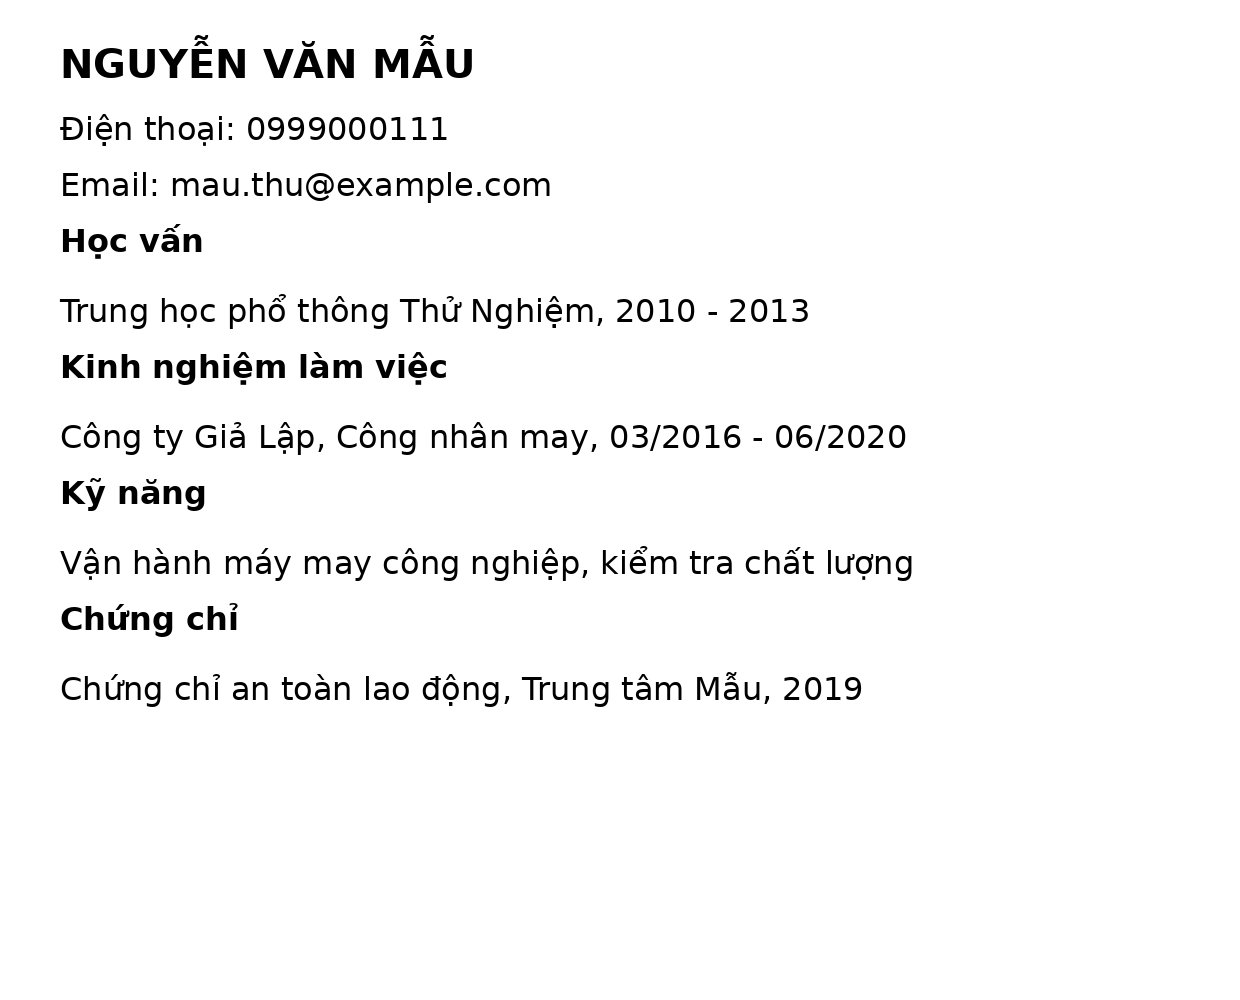 NGUYỄN VĂN MẪU
Điện thoại: 0999000111
Email: mau.thu@example.com
Học vấn
Trung học phổ thông Thử Nghiệm, 2010 - 2013
Kinh nghiệm làm việc
Công ty Giả Lập, Công nhân may, 03/2016 - 06/2020
Kỹ năng
Vận hành máy may công nghiệp, kiểm tra chất lượng
Chứng chỉ
Chứng chỉ an toàn lao động, Trung tâm Mẫu, 2019